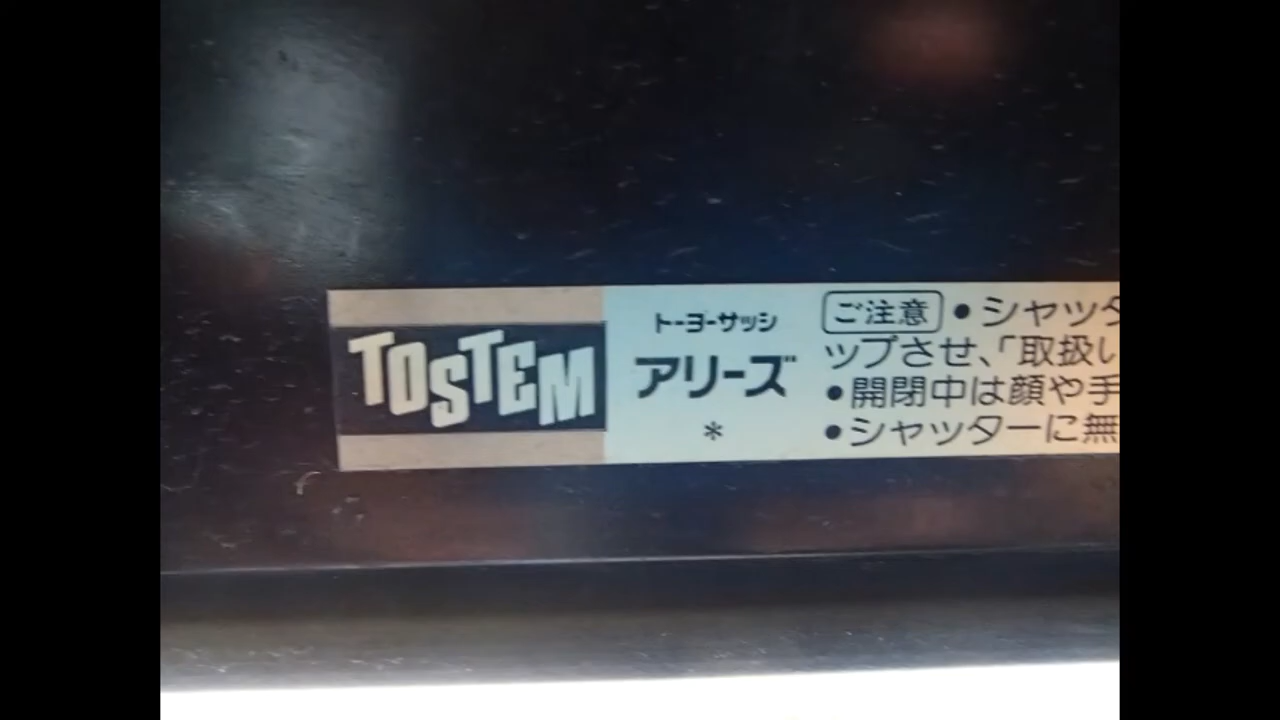 TOSTEM
トーヨーサッシ
アリーズ
*
ご注意 ●シャッタ
ップさせ、「取扱い
●開閉中は顔や手
●シャッターに無